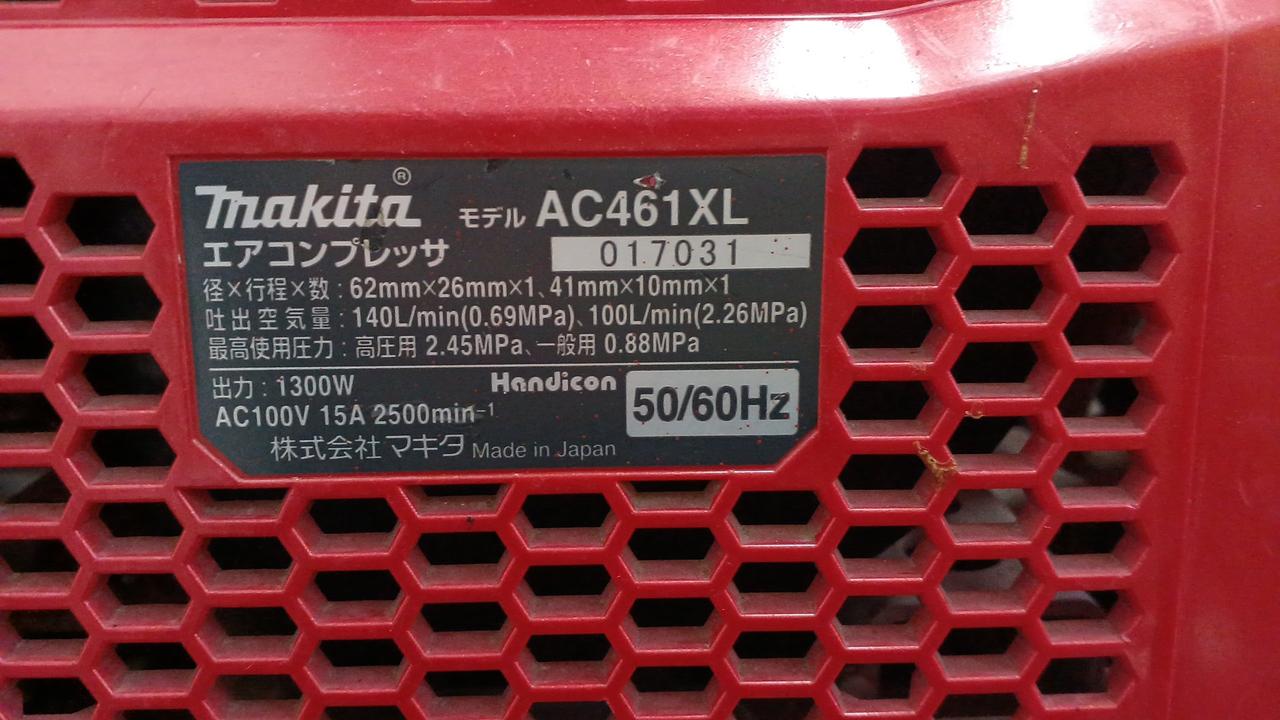 makita® モデル AC461XL
エアコンプレッサ 017031
径×行程×数:62mm×26mm×1、41mm×10mm×1
吐出空気量:140L/min(0.69MPa)、100L/min(2.26MPa)
最高使用圧力:高圧用 2.45MPa、一般用 0.88MPa
出力:1300W Handicon 50/60Hz
AC100V 15A 2500min⁻¹
株式会社 マキタ Made in Japan